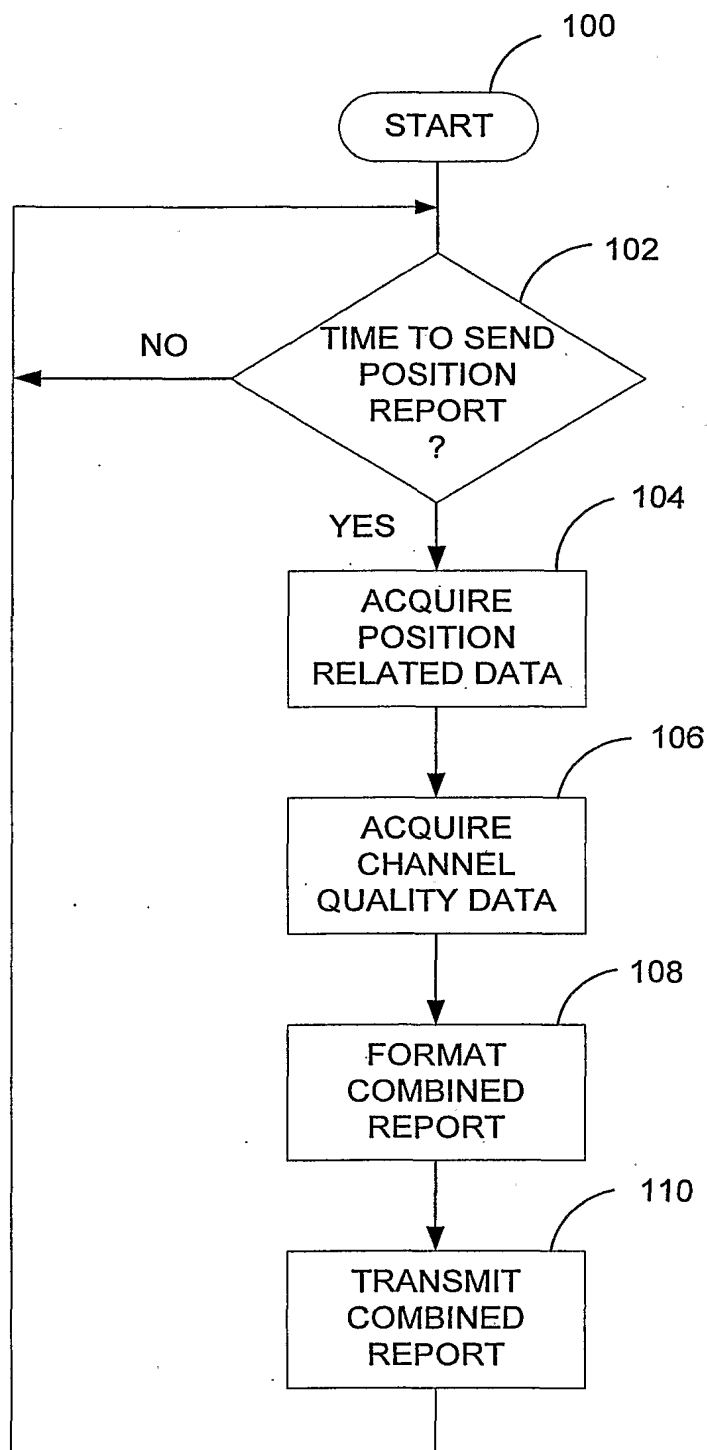 100
START
102
TIME TO SEND
POSITION
REPORT
?
NO
YES
104
ACQUIRE
POSITION
RELATED DATA
106
ACQUIRE
CHANNEL
QUALITY DATA
108
FORMAT
COMBINED
REPORT
110
TRANSMIT
COMBINED
REPORT